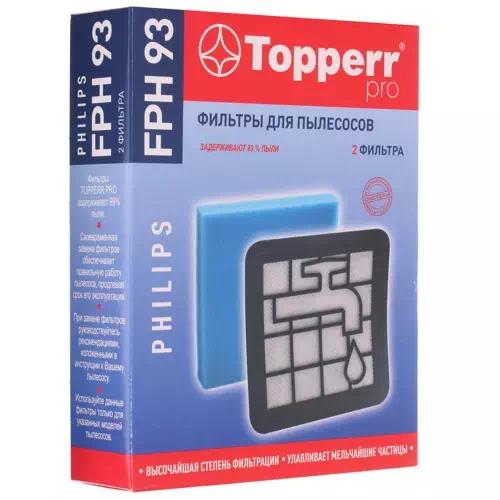 PHILIPS
FPH 93
2 ФИЛЬТРА
Фильтры
TOPPERR PRO
задерживают 99%
пыли.
Своевременная
замена фильтров
обеспечивает
правильную работу
пылесоса, продлевая
срок его эксплуатации.
При замене фильтров
руководствуйтесь
рекомендациями,
изложенными в
инструкции к Вашему
пылесосу.
Используйте данные
фильтры только для
указанных моделей
пылесосов.
FPH 93
PHILIPS
Topperr®
pro
ФИЛЬТРЫ ДЛЯ ПЫЛЕСОСОВ
ЗАДЕРЖИВАЮТ 99 % ПЫЛИ
2 ФИЛЬТРА
• ВЫСОЧАЙШАЯ СТЕПЕНЬ ФИЛЬТРАЦИИ • УЛАВЛИВАЕТ МЕЛЬЧАЙШИЕ ЧАСТИЦЫ